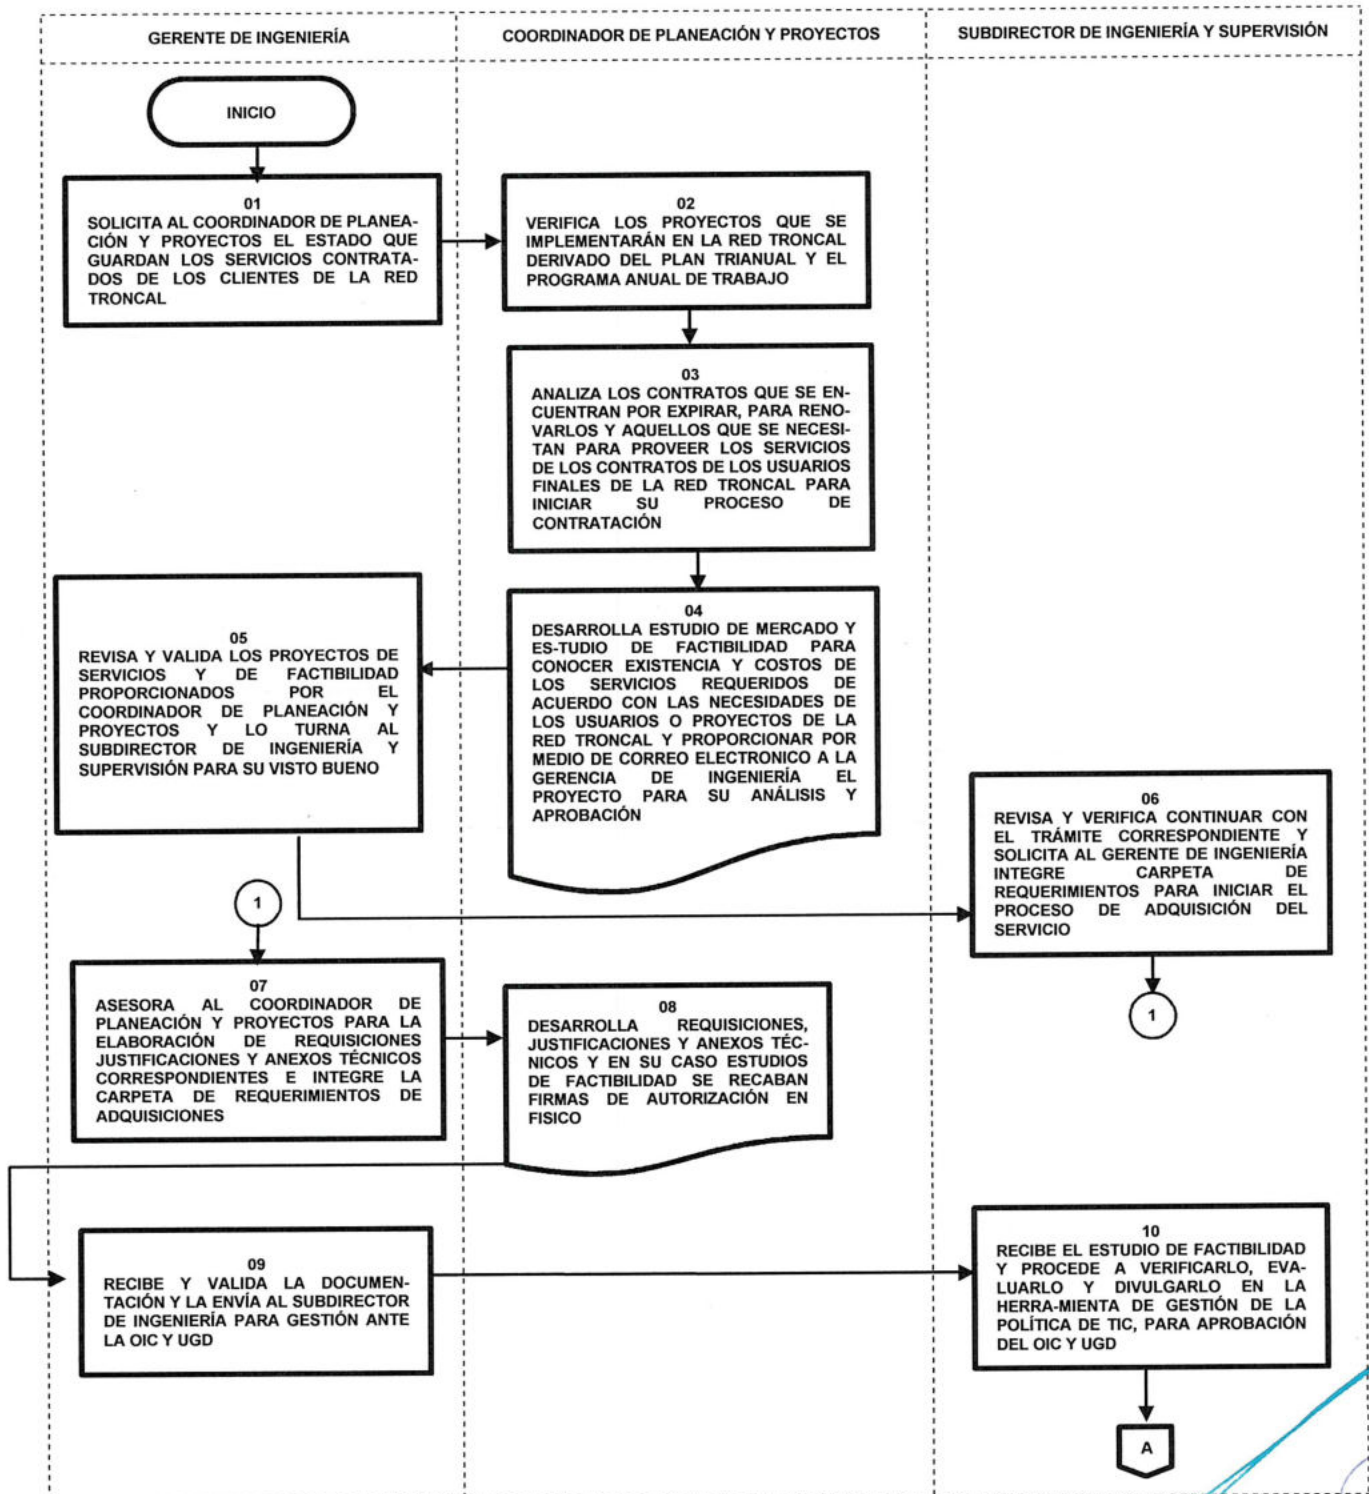 GERENTE DE INGENIERÍA
COORDINADOR DE PLANEACIÓN Y PROYECTOS
SUBDIRECTOR DE INGENIERÍA Y SUPERVISIÓN
INICIO
01
SOLICITA AL COORDINADOR DE PLANEA-
CIÓN Y PROYECTOS EL ESTADO QUE
GUARDAN LOS SERVICIOS CONTRATA-
DOS DE LOS CLIENTES DE LA RED
TRONCAL
02
VERIFICA LOS PROYECTOS QUE SE
IMPLEMENTARÁN EN LA RED TRONCAL
DERIVADO DEL PLAN TRIANUAL Y EL
PROGRAMA ANUAL DE TRABAJO
03
ANALIZA LOS CONTRATOS QUE SE EN-
CUENTRAN POR EXPIRAR, PARA RENO-
VARLOS Y AQUELLOS QUE SE NECESI-
TAN PARA PROVEER LOS SERVICIOS
DE LOS CONTRATOS DE LOS USUARIOS
FINALES DE LA RED TRONCAL PARA
INICIAR SU PROCESO DE
CONTRATACIÓN
04
DESARROLLA ESTUDIO DE MERCADO Y
ES-TUDIO DE FACTIBILIDAD PARA
CONOCER EXISTENCIA Y COSTOS DE
LOS SERVICIOS REQUERIDOS DE
ACUERDO CON LAS NECESIDADES DE
LOS USUARIOS O PROYECTOS DE LA
RED TRONCAL Y PROPORCIONAR POR
MEDIO DE CORREO ELECTRONICO A LA
GERENCIA DE INGENIERÍA EL
PROYECTO PARA SU ANÁLISIS Y
APROBACIÓN
05
REVISA Y VALIDA LOS PROYECTOS DE
SERVICIOS Y DE FACTIBILIDAD
PROPORCIONADOS POR EL
COORDINADOR DE PLANEACIÓN Y
PROYECTOS Y LO TURNA AL
SUBDIRECTOR DE INGENIERÍA Y
SUPERVISIÓN PARA SU VISTO BUENO
06
REVISA Y VERIFICA CONTINUAR CON
EL TRÁMITE CORRESPONDIENTE Y
SOLICITA AL GERENTE DE INGENIERÍA
INTEGRE CARPETA DE
REQUERIMIENTOS PARA INICIAR EL
PROCESO DE ADQUISICIÓN DEL
SERVICIO
1
1
07
ASESORA AL COORDINADOR DE
PLANEACIÓN Y PROYECTOS PARA LA
ELABORACIÓN DE REQUISICIONES
JUSTIFICACIONES Y ANEXOS TÉCNICOS
CORRESPONDIENTES E INTEGRE LA
CARPETA DE REQUERIMIENTOS DE
ADQUISICIONES
08
DESARROLLA REQUISICIONES,
JUSTIFICACIONES Y ANEXOS TÉC-
NICOS Y EN SU CASO ESTUDIOS
DE FACTIBILIDAD SE RECABAN
FIRMAS DE AUTORIZACIÓN EN
FISICO
09
RECIBE Y VALIDA LA DOCUMEN-
TACIÓN Y LA ENVÍA AL SUBDIRECTOR
DE INGENIERÍA PARA GESTIÓN ANTE
LA OIC Y UGD
10
RECIBE EL ESTUDIO DE FACTIBILIDAD
Y PROCEDE A VERIFICARLO, EVA-
LUARLO Y DIVULGARLO EN LA
HERRA-MIENTA DE GESTIÓN DE LA
POLÍTICA DE TIC, PARA APROBACIÓN
DEL OIC Y UGD
A